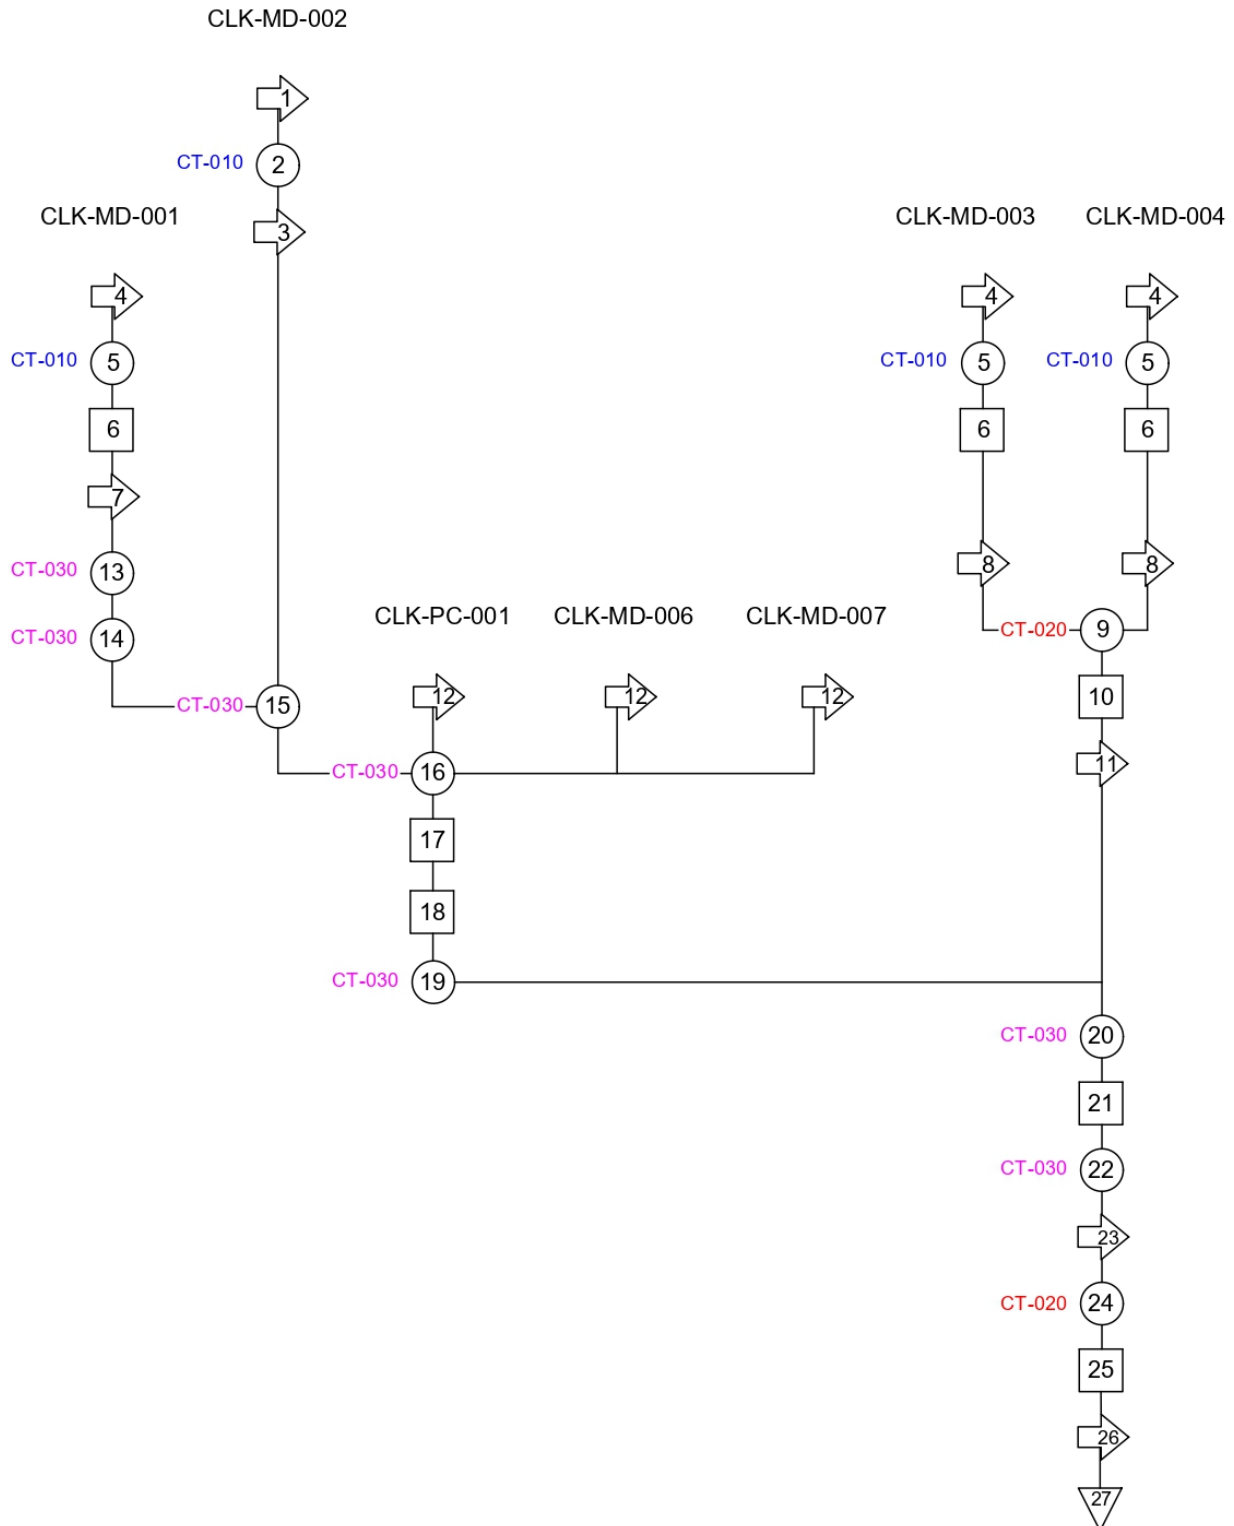 CLK-MD-002
1
CT-010 2
CLK-MD-001 3 CLK-MD-003 CLK-MD-004
4 4 4
CT-010 5 CT-010 5 CT-010 5
6 6 6
7
8 8
CT-030 13
CLK-PC-001 CLK-MD-006 CLK-MD-007
CT-030 14 CT-020 9
12 12 12 10
CT-030 15
11
CT-030 16
17
18
CT-030 19
CT-030 20
21
CT-030 22
23
CT-020 24
25
26
27